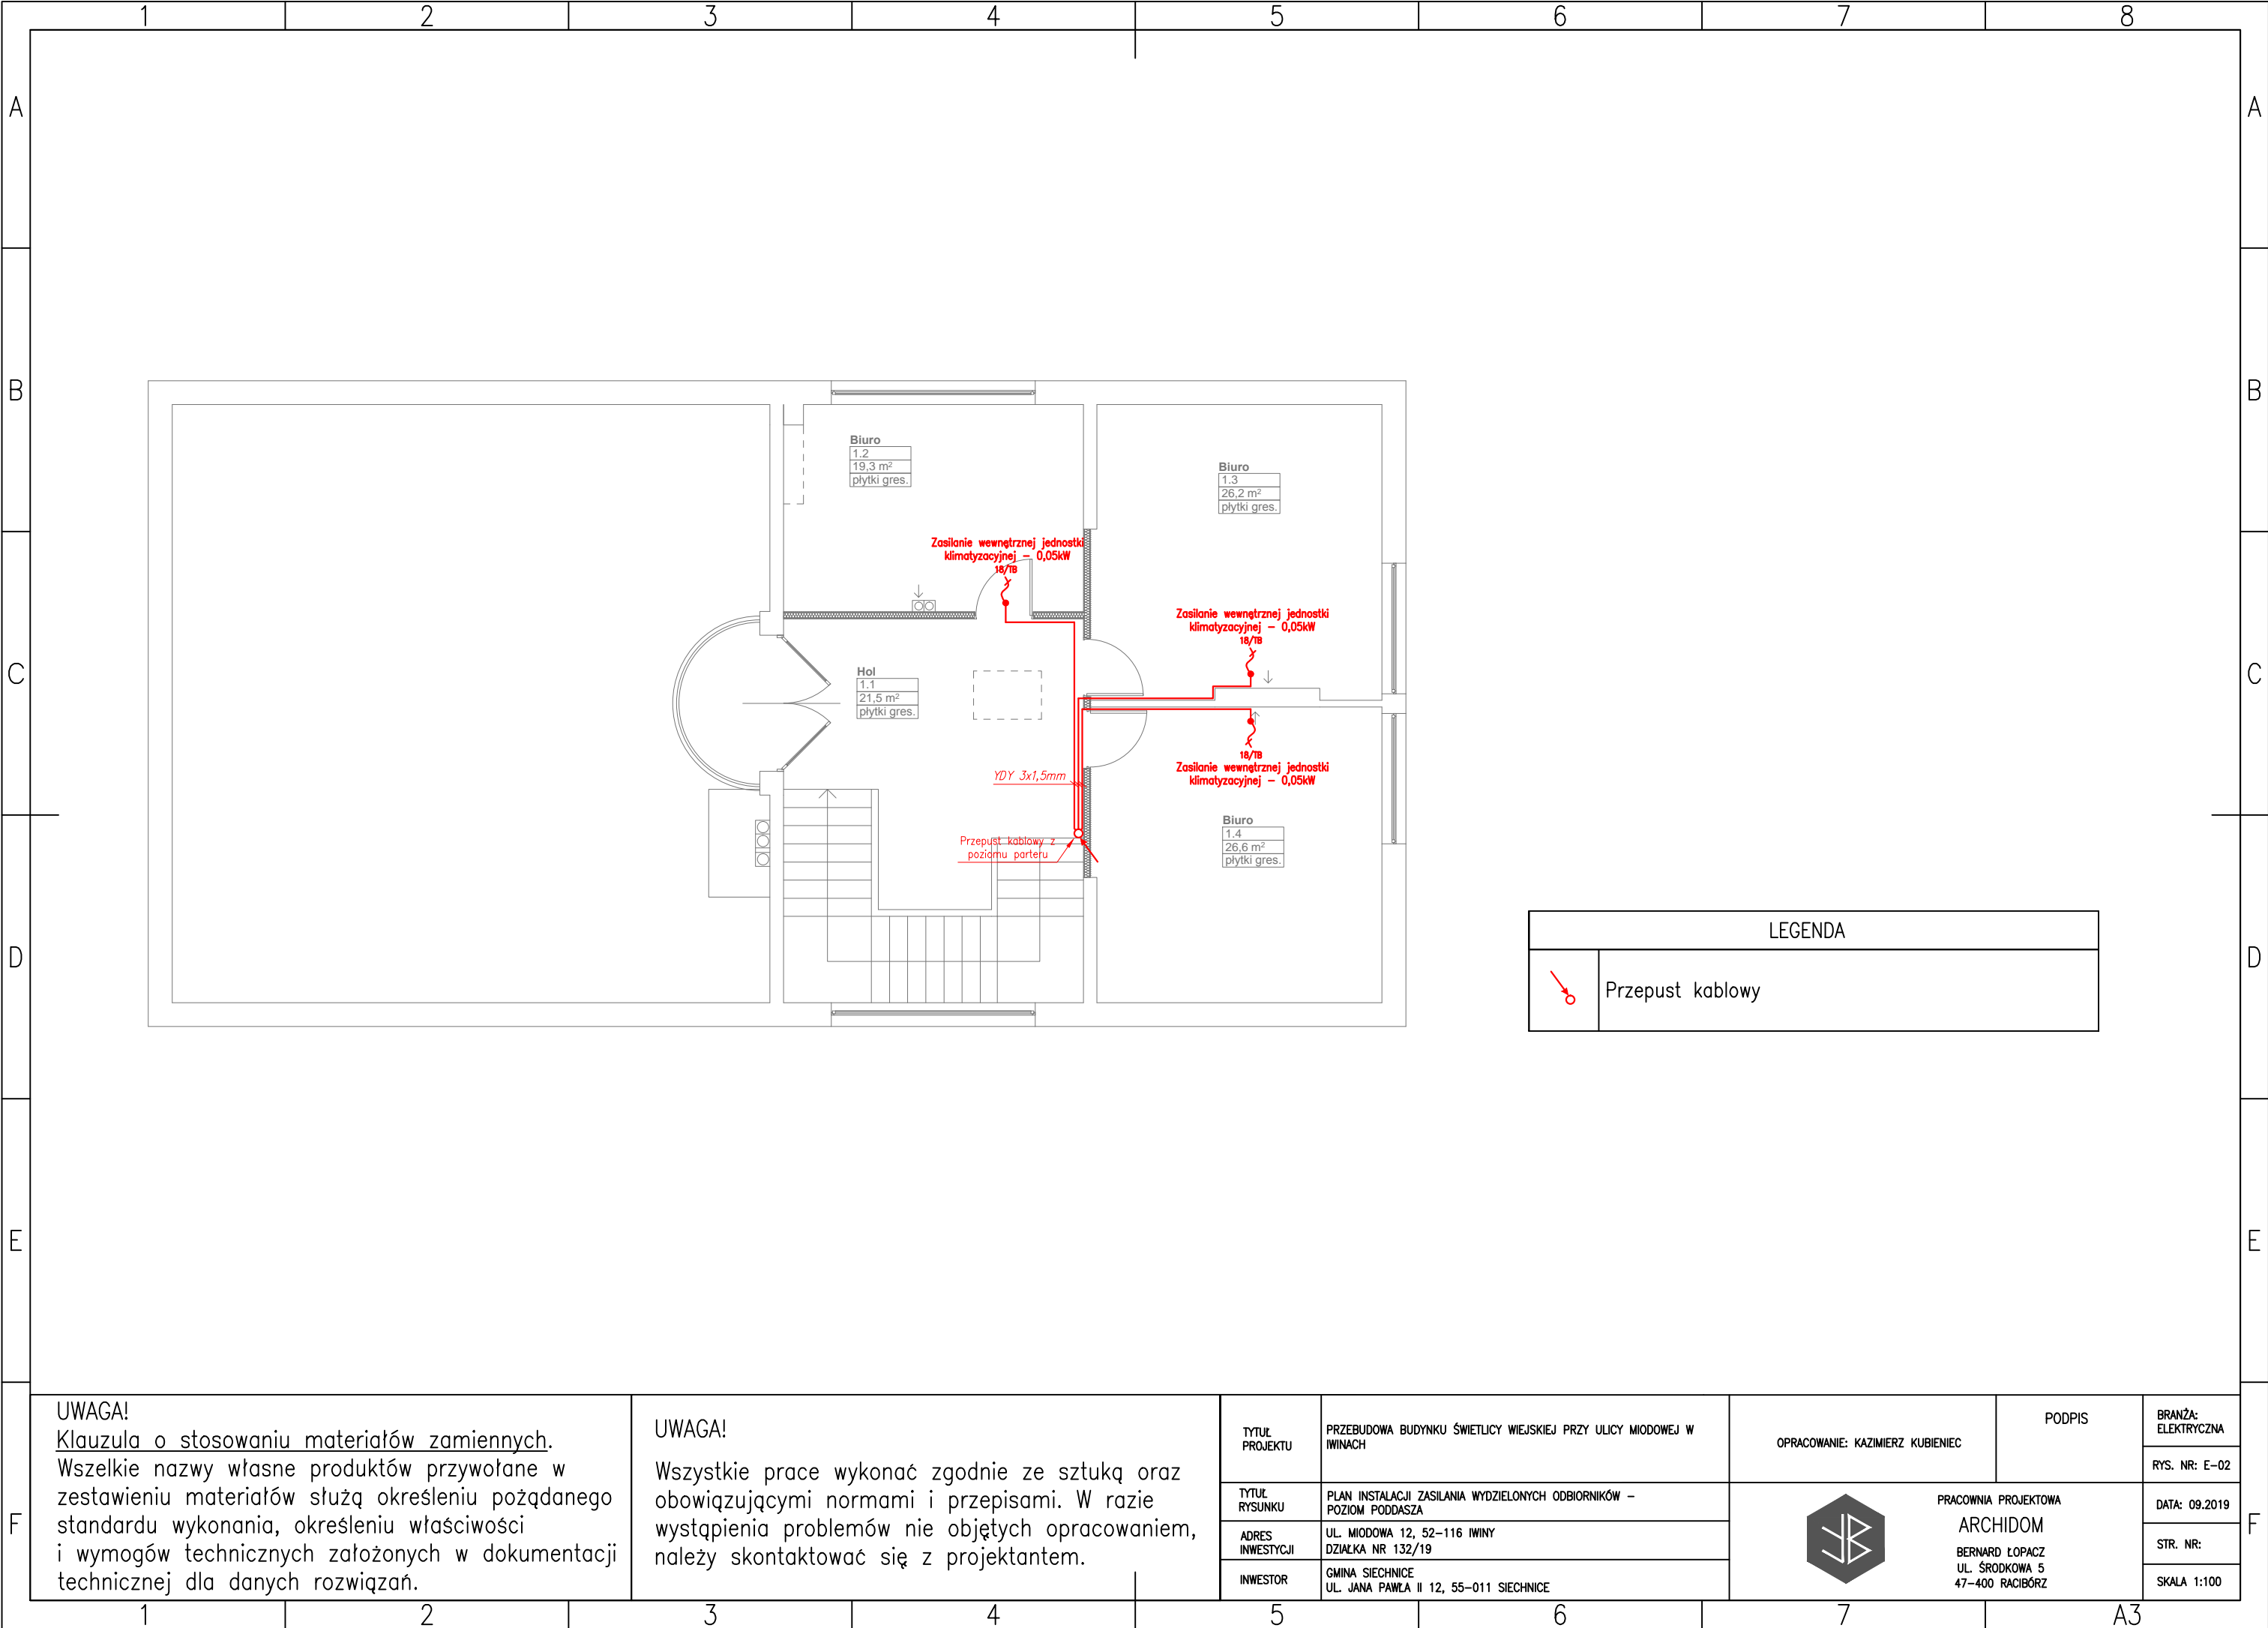 1 2 3 4 5 6 7 8
A A
B B
Biuro
1.2
19,3 m²
płytki gres.
Biuro
1.3
26,2 m²
płytki gres.
Zasilanie wewnętrznej jednostki
klimatyzacyjnej – 0,05kW
18/TB
Zasilanie wewnętrznej jednostki
klimatyzacyjnej – 0,05kW
18/TB
C C
Hol
1.1
21,5 m²
płytki gres.
18/TB
Zasilanie wewnętrznej jednostki
klimatyzacyjnej – 0,05kW
YDY 3x1,5mm
Przepust kablowy z
poziomu parteru
Biuro
1.4
26,6 m²
płytki gres.
LEGENDA
Przepust kablowy
D D
E E
F F
UWAGA!
Klauzula o stosowaniu materiałów zamiennych.
Wszelkie nazwy własne produktów przywołane w
zestawieniu materiałów służą określeniu pożądanego
standardu wykonania, określeniu właściwości
i wymogów technicznych założonych w dokumentacji
technicznej dla danych rozwiązań.
UWAGA!
Wszystkie prace wykonać zgodnie ze sztuką oraz
obowiązującymi normami i przepisami. W razie
wystąpienia problemów nie objętych opracowaniem,
należy skontaktować się z projektantem.
TYTUŁ
PROJEKTU
PRZEBUDOWA BUDYNKU ŚWIETLICY WIEJSKIEJ PRZY ULICY MIODOWEJ W
IWINACH
TYTUŁ
RYSUNKU
PLAN INSTALACJI ZASILANIA WYDZIELONYCH ODBIORNIKÓW –
POZIOM PODDASZA
ADRES
INWESTYCJI
UL. MIODOWA 12, 52–116 IWINY
DZIAŁKA NR 132/19
INWESTOR
GMINA SIECHNICE
UL. JANA PAWŁA II 12, 55–011 SIECHNICE
OPRACOWANIE: KAZIMIERZ KUBIENIEC
PODPIS
PRACOWNIA PROJEKTOWA
ARCHIDOM
BERNARD ŁOPACZ
UL. ŚRODKOWA 5
47–400 RACIBÓRZ
BRANŻA:
ELEKTRYCZNA
RYS. NR: E–02
DATA: 09.2019
STR. NR:
SKALA 1:100
1 2 3 4 5 6 7 A3